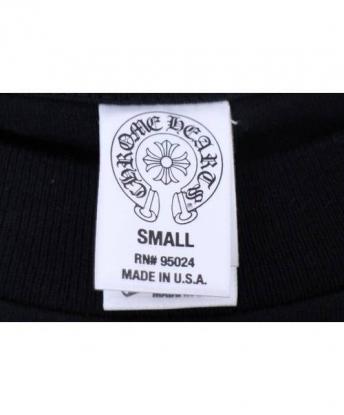 CHROME HEARTS
SMALL
RN# 95024
MADE IN U.S.A.